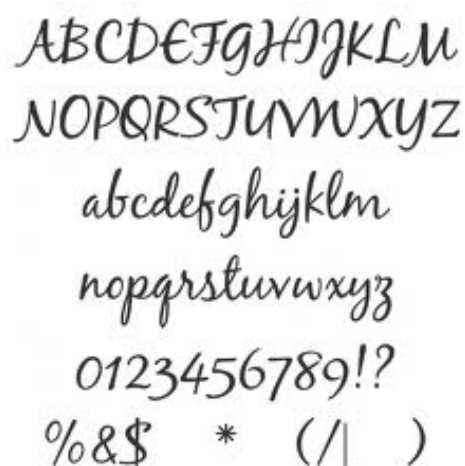 ABCDEFGHIJKLM
NOPQRSTUVWXYZ
abcdefghijklm
nopqrstuvwxyz
0123456789!?
%&$ * (/| )